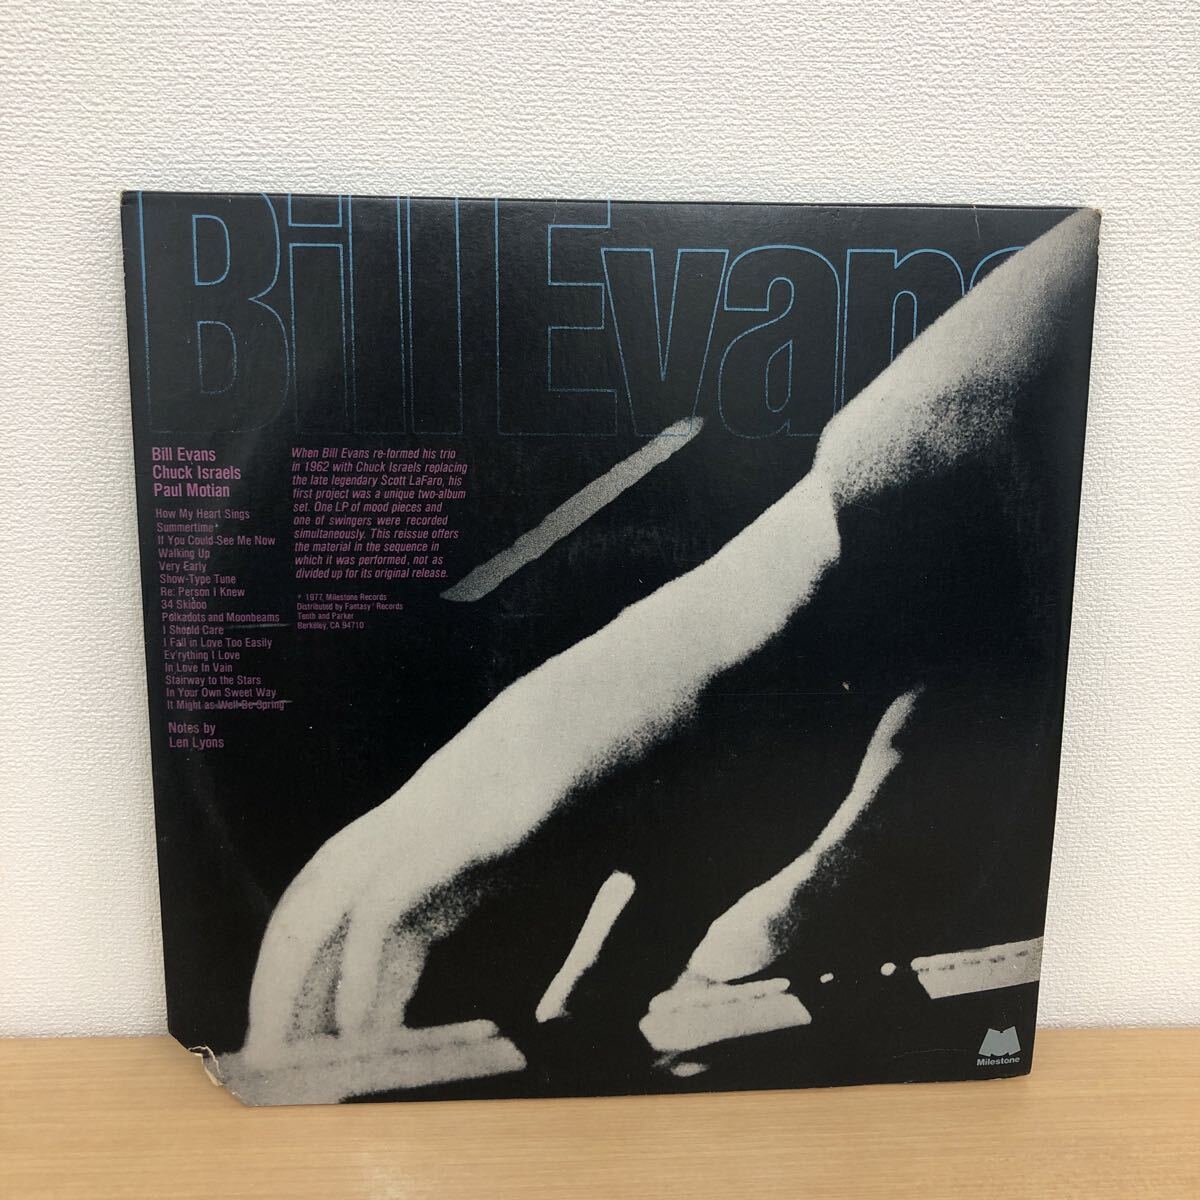 Bill Evans
Bill Evans
Chuck Israels
Paul Motian
How My Heart Sings
Summertime
If You Could See Me Now
Walking Up
Very Early
Show-Type Tune
Re: Person I Knew
34 Skidoo
Polkadots and Moonbeams
I Should Care
I Fall in Love Too Easily
Ev'rything I Love
In Love In Vain
Stairway to the Stars
In Your Own Sweet Way
It Might as Well Be Spring
Notes by
Len Lyons
When Bill Evans re-formed his trio
in 1962 with Chuck Israels replacing
the late legendary Scott LaFaro, his
first project was a unique two-album
set. One LP of mood pieces and
one of swingers were recorded
simultaneously. This reissue offers
the material in the sequence in
which it was performed, not as
divided up for its original release.
℗ 1977, Milestone Records
Distributed by Fantasy Records
Tenth and Parker
Berkeley, CA 94710
Milestone